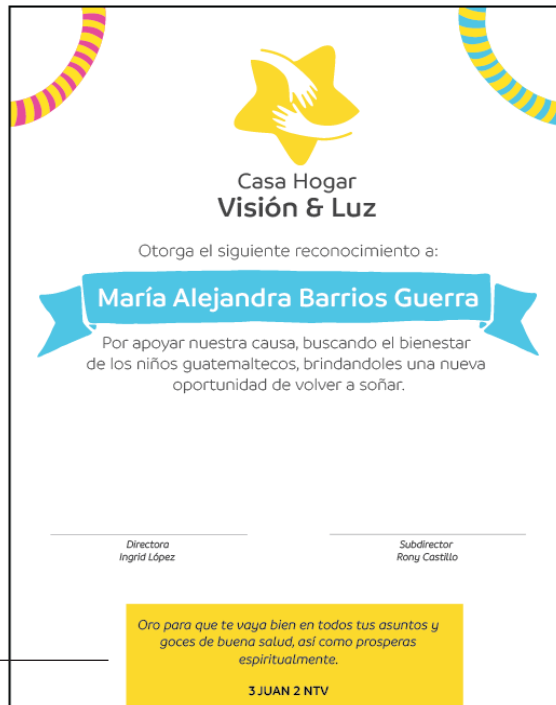 Casa Hogar
Visión & Luz
Otorga el siguiente reconocimiento a:
María Alejandra Barrios Guerra
Por apoyar nuestra causa, buscando el bienestar
de los niños guatemaltecos, brindandoles una nueva
oportunidad de volver a soñar.
Directora
Ingrid López
Subdirector
Rony Castillo
Oro para que te vaya bien en todos tus asuntos y
goces de buena salud, así como prosperas
espiritualmente.
3 JUAN 2 NTV